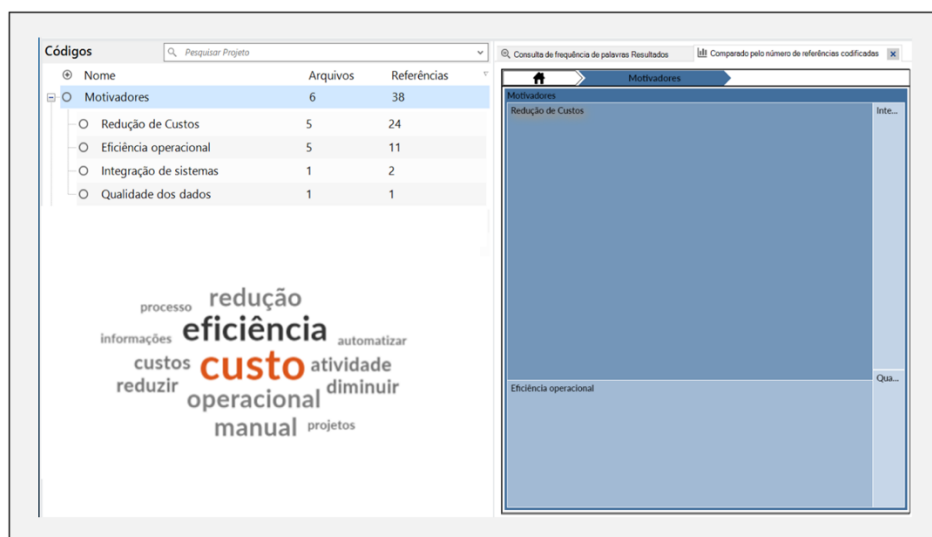 Códigos
Pesquisar Projeto
Nome Arquivos Referências
Motivadores 6 38
Redução de Custos 5 24
Eficiência operacional 5 11
Integração de sistemas 1 2
Qualidade dos dados 1 1
processo redução
informações eficiência automatizar
custos custo atividade
reduzir operacional diminuir
manual projetos
Consulta de frequência de palavras Resultados Comparado pelo número de referências codificadas
Motivadores
Motivadores
Redução de Custos Inte...
Eficiência operacional Qua...